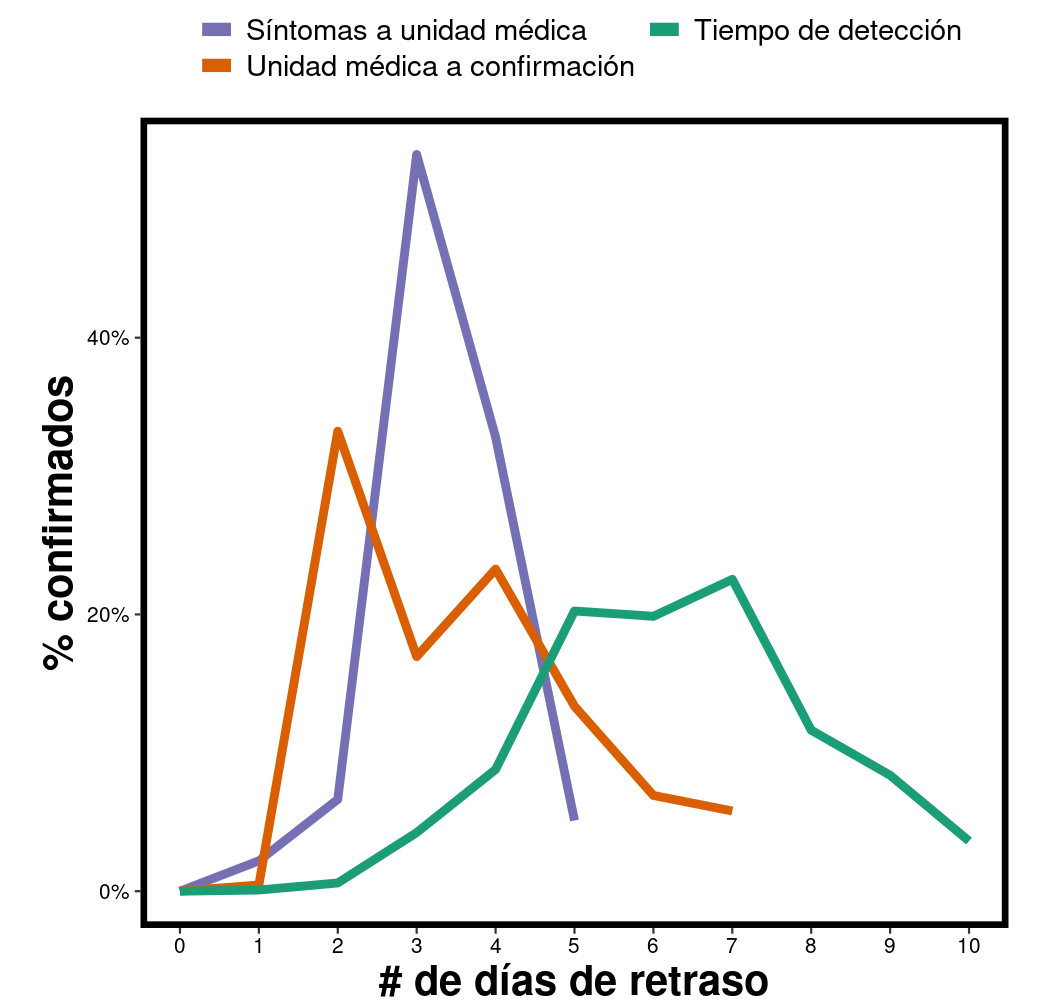 Síntomas a unidad médica
Tiempo de detección
Unidad médica a confirmación
% confirmados
40%
20%
0%
0 1 2 3 4 5 6 7 8 9 10
# de días de retraso